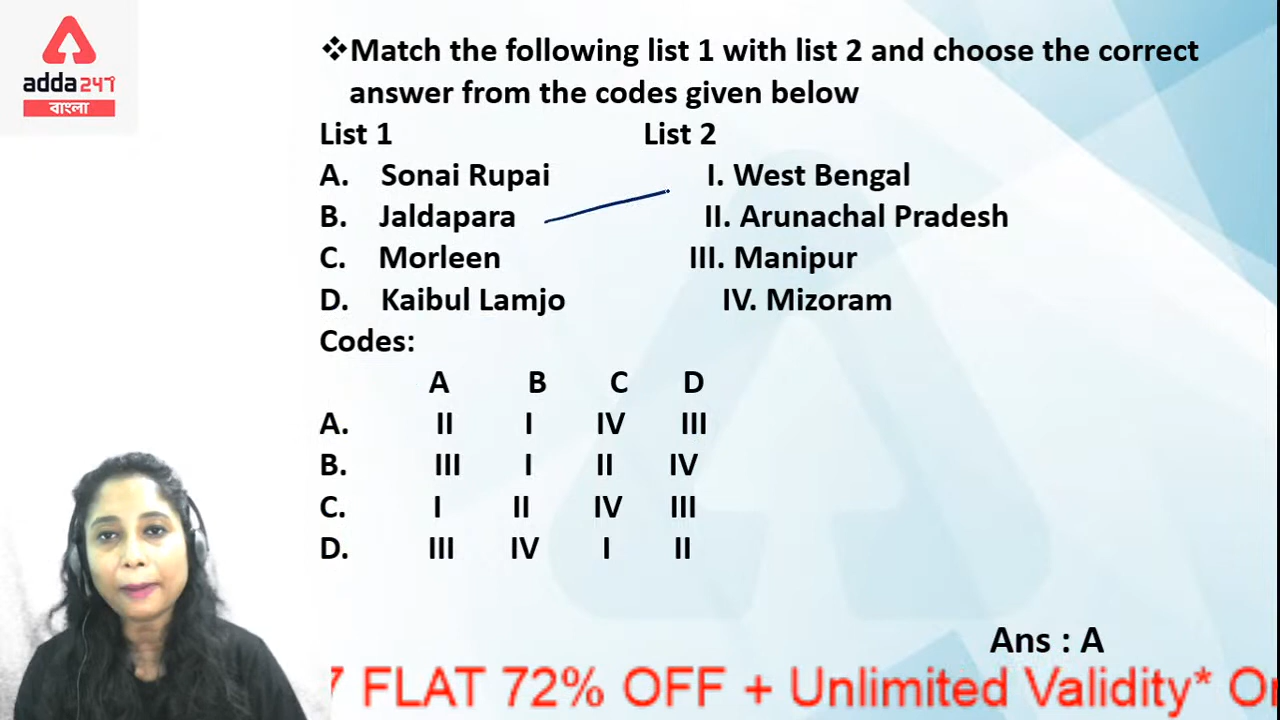 adda247
বাংলা
❖Match the following list 1 with list 2 and choose the correct
answer from the codes given below
List 1 List 2
A. Sonai Rupai I. West Bengal
B. Jaldapara II. Arunachal Pradesh
C. Morleen III. Manipur
D. Kaibul Lamjo IV. Mizoram
Codes:
A B C D
A. II I IV III
B. III I II IV
C. I II IV III
D. III IV I II
Ans : A
7 FLAT 72% OFF + Unlimited Validity*